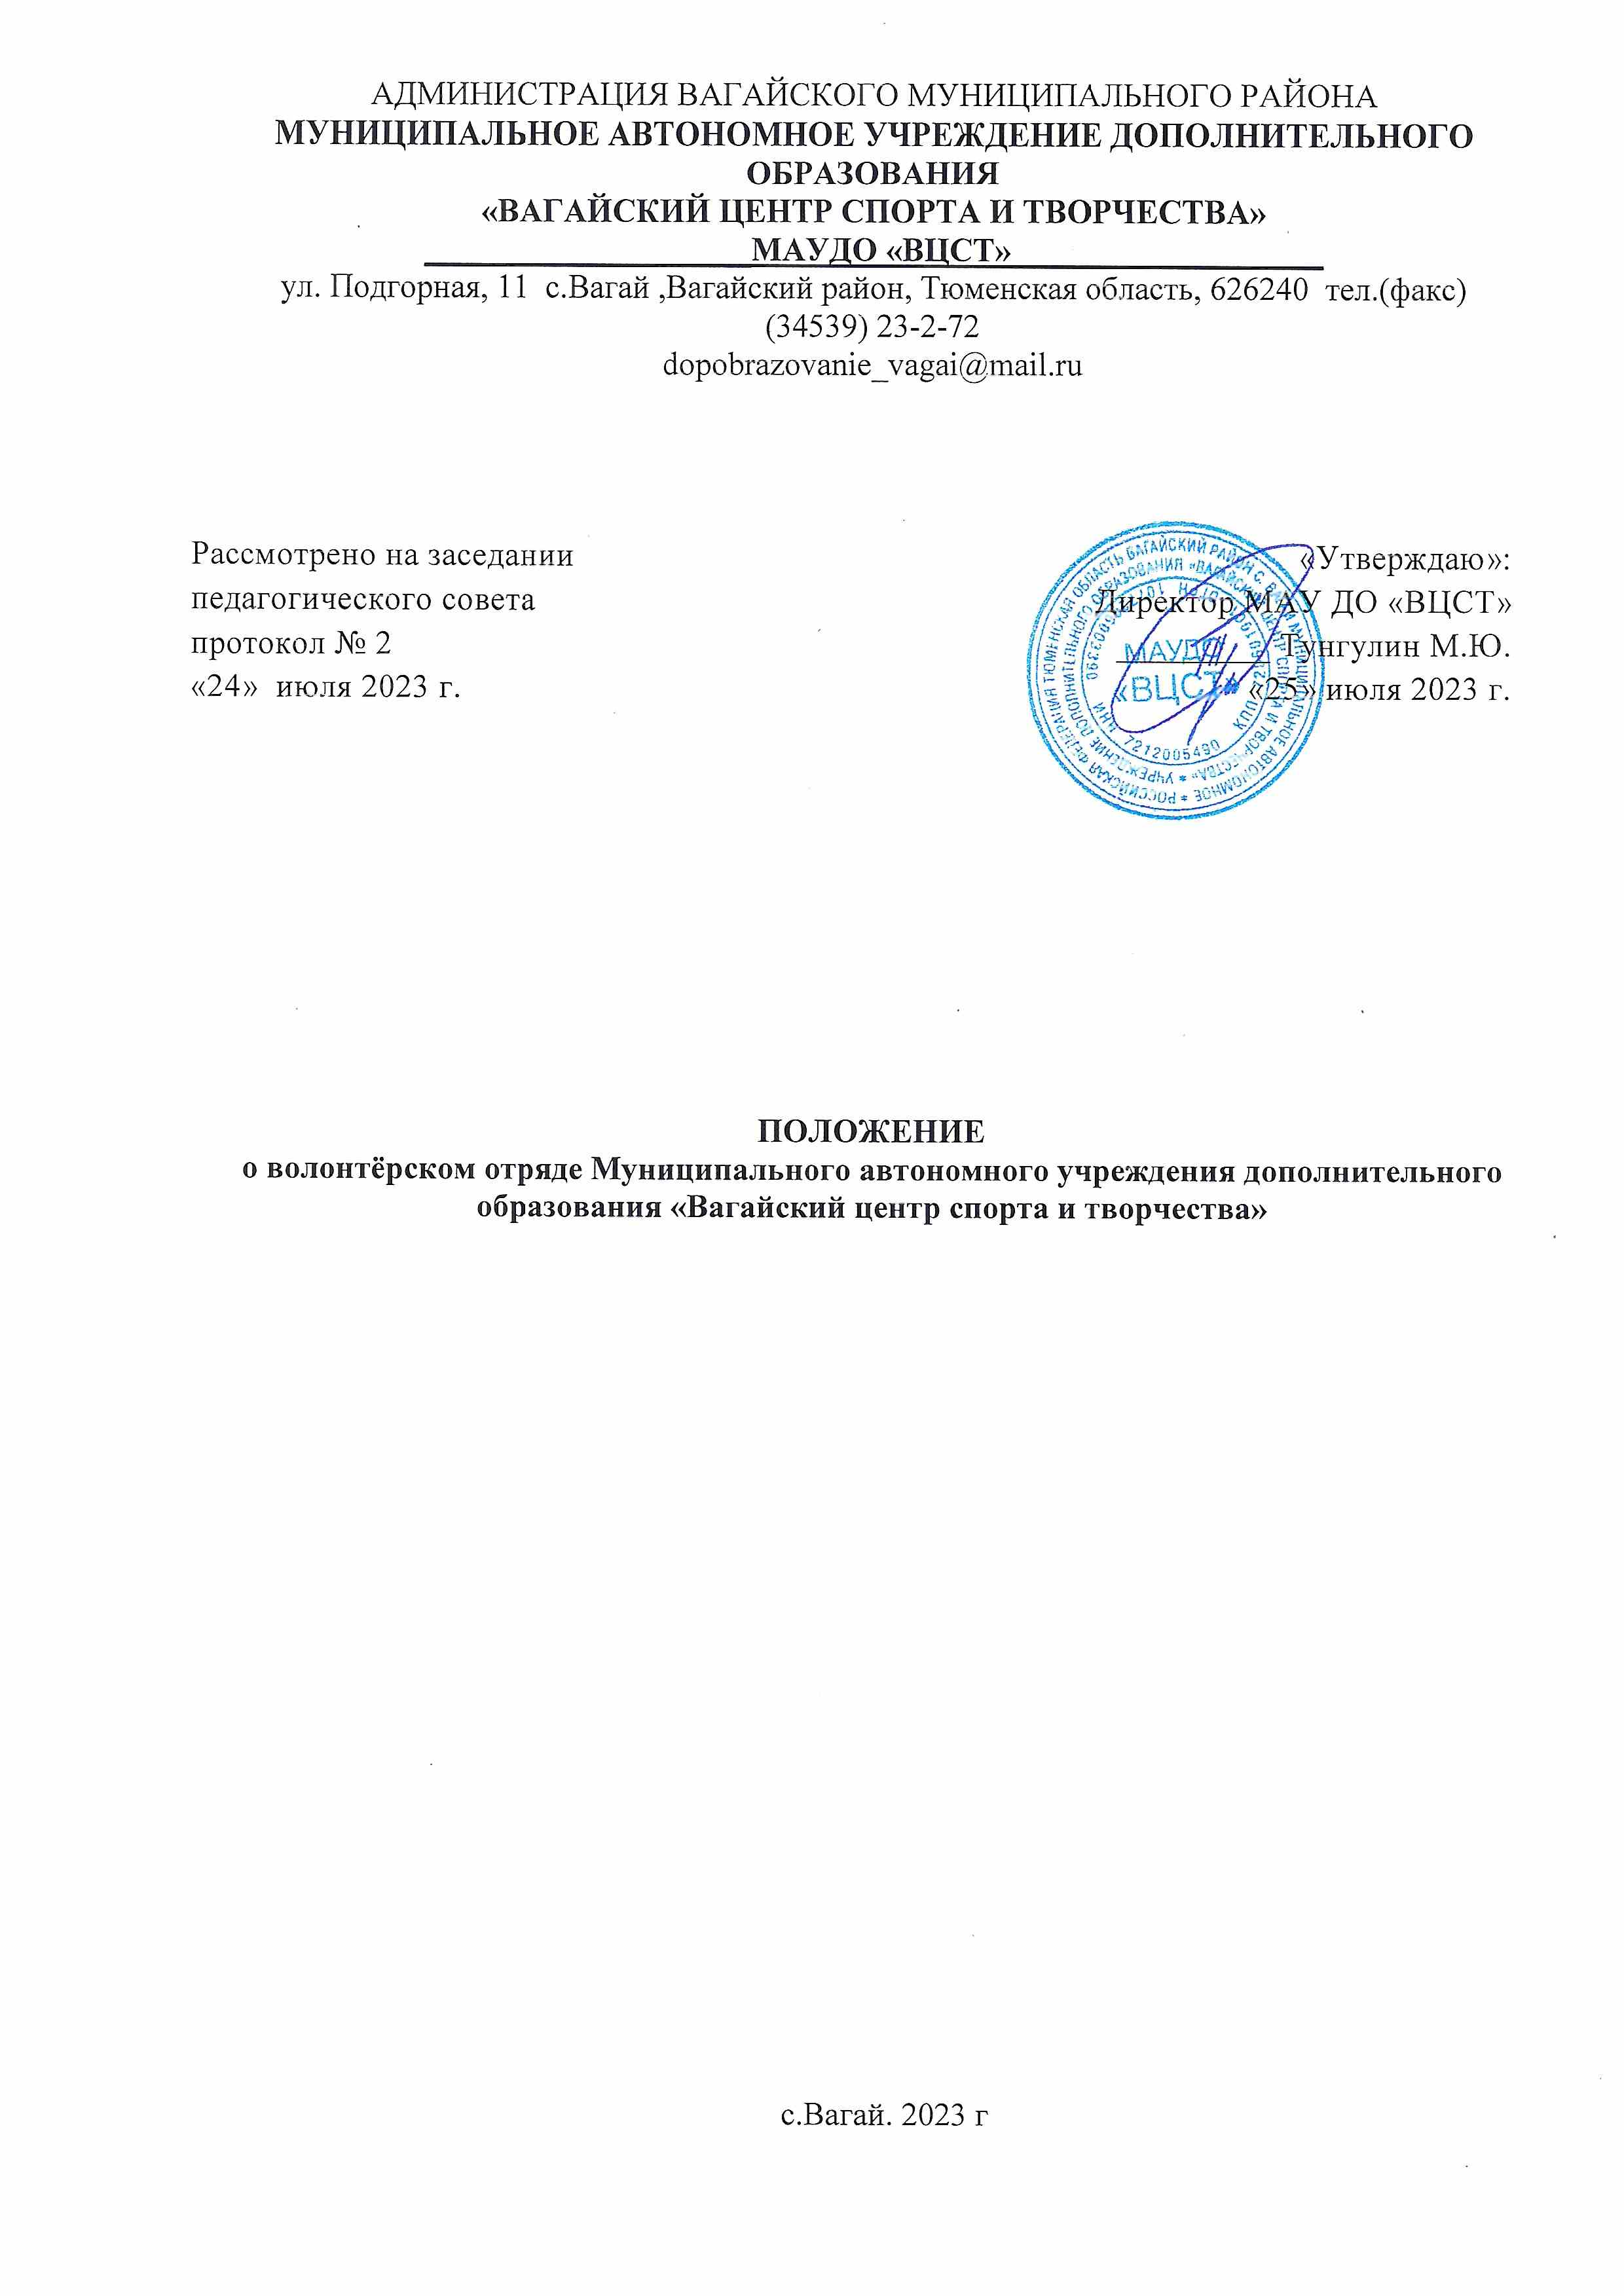 АДМИНИСТРАЦИЯ ВАГАЙСКОГО МУНИЦИПАЛЬНОГО РАЙОНА
МУНИЦИПАЛЬНОЕ АВТОНОМНОЕ УЧРЕЖДЕНИЕ ДОПОЛНИТЕЛЬНОГО
ОБРАЗОВАНИЯ
«ВАГАЙСКИЙ ЦЕНТР СПОРТА И ТВОРЧЕСТВА»
МАУДО «ВЦСТ»
ул. Подгорная, 11  с.Вагай ,Вагайский район, Тюменская область, 626240  тел.(факс)
(34539) 23-2-72
dopobrazovanie_vagai@mail.ru
Рассмотрено на заседании
педагогического совета
протокол № 2
«24»  июля 2023 г.
«Утверждаю»:
Директор МАУ ДО «ВЦСТ»
Тунгулин М.Ю.
«25» июля 2023 г.
МАУДО
«ВЦСТ»
ИНН 7212005490
ПОЛОЖЕНИЕ
о волонтёрском отряде Муниципального автономного учреждения дополнительного
образования «Вагайский центр спорта и творчества»
с.Вагай. 2023 г